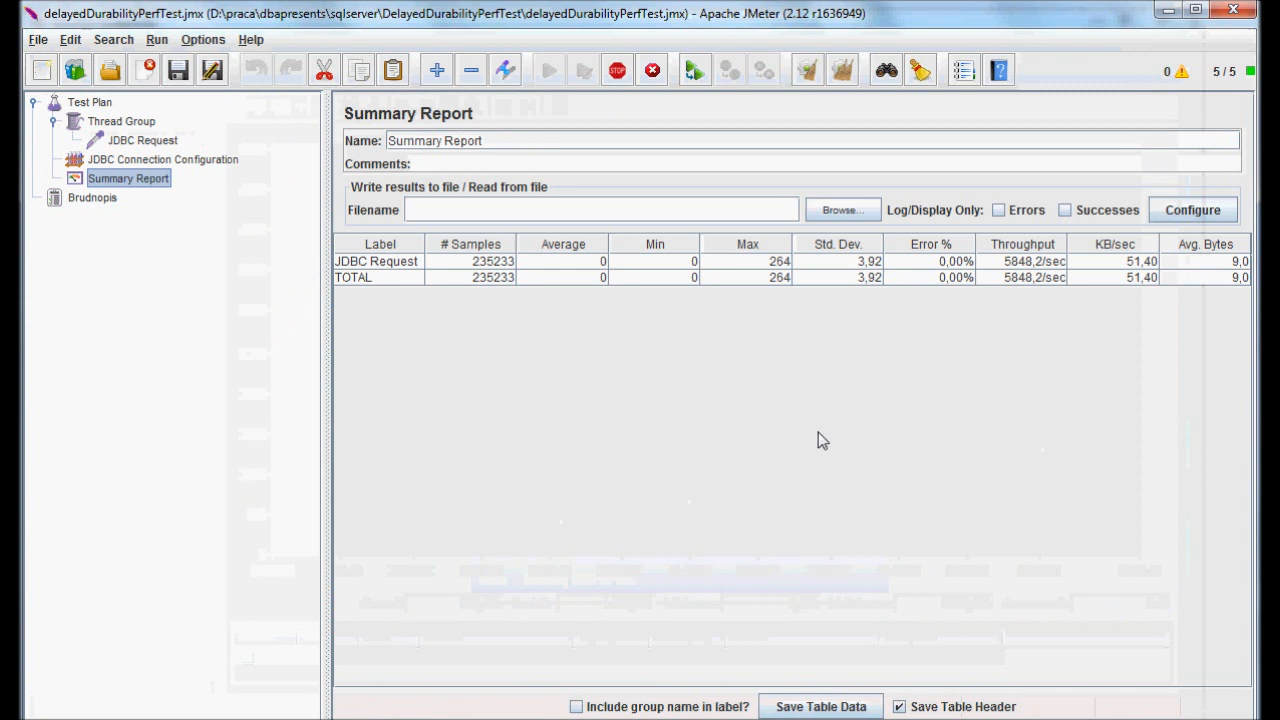 delayedDurabilityPerfTest.jmx (D:\praca\dbapresents\sqlserver\DelayedDurabilityPerfTest\delayedDurabilityPerfTest.jmx) - Apache JMeter (2.12 r1636949)
File Edit Search Run Options Help
STOP 0 5 / 5
Test Plan
Thread Group
JDBC Request
JDBC Connection Configuration
Summary Report
Brudnopis
Summary Report
Name: Summary Report
Comments:
Write results to file / Read from file
Filename Browse... Log/Display Only: Errors Successes Configure
Label # Samples Average Min Max Std. Dev. Error % Throughput KB/sec Avg. Bytes
JDBC Request 235233 0 0 264 3,92 0,00% 5848,2/sec 51,40 9,0
TOTAL 235233 0 0 264 3,92 0,00% 5848,2/sec 51,40 9,0
Include group name in label? Save Table Data Save Table Header